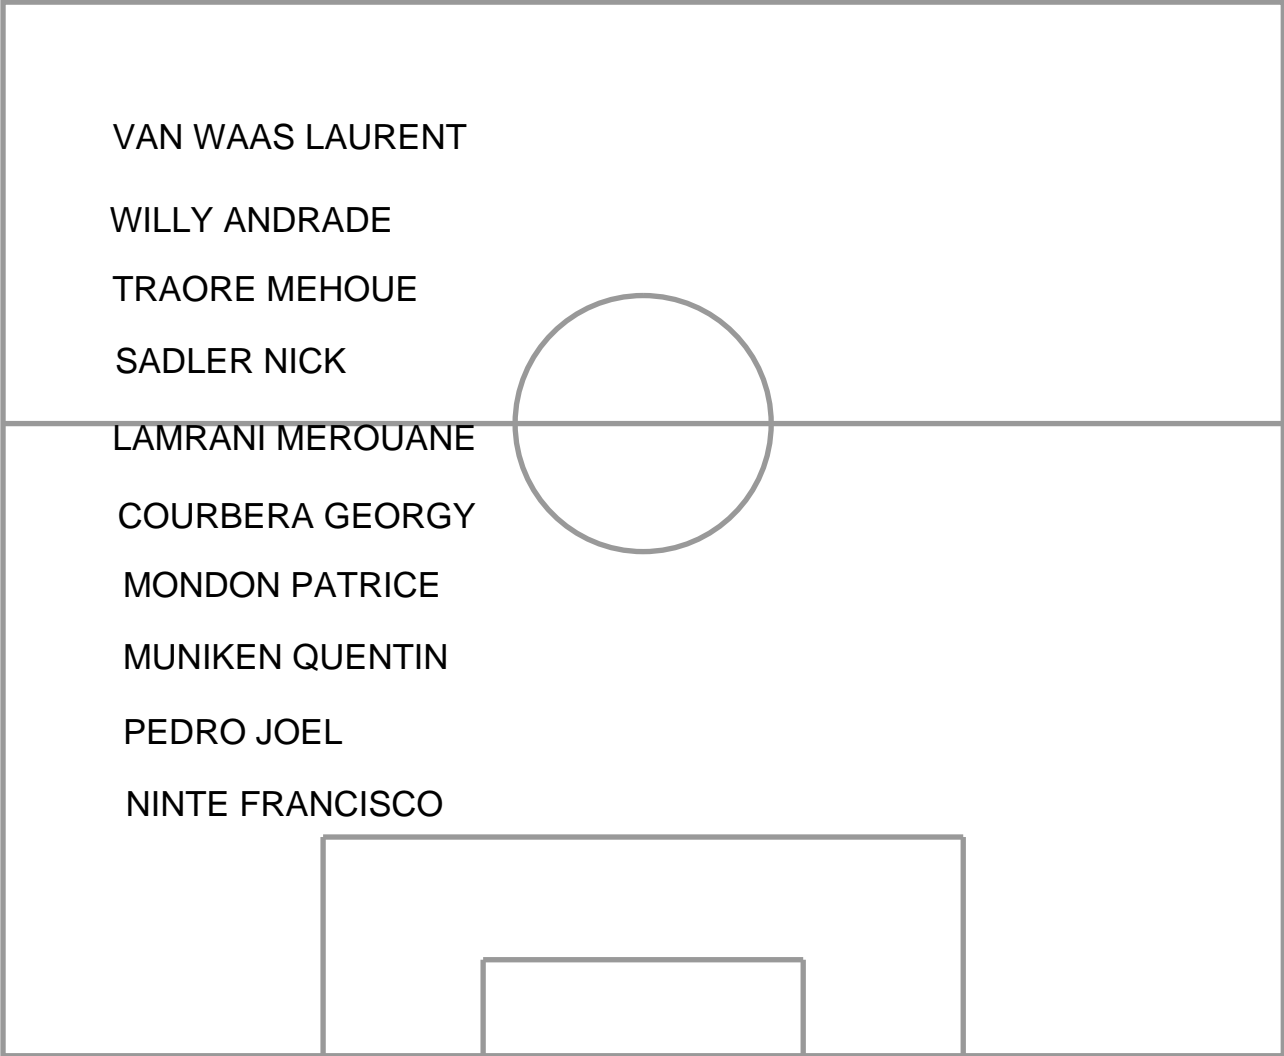 VAN WAAS LAURENT
WILLY ANDRADE
TRAORE MEHOUE
SADLER NICK
LAMRANI MEROUANE
COURBERA GEORGY
MONDON PATRICE
MUNIKEN QUENTIN
PEDRO JOEL
NINTE FRANCISCO